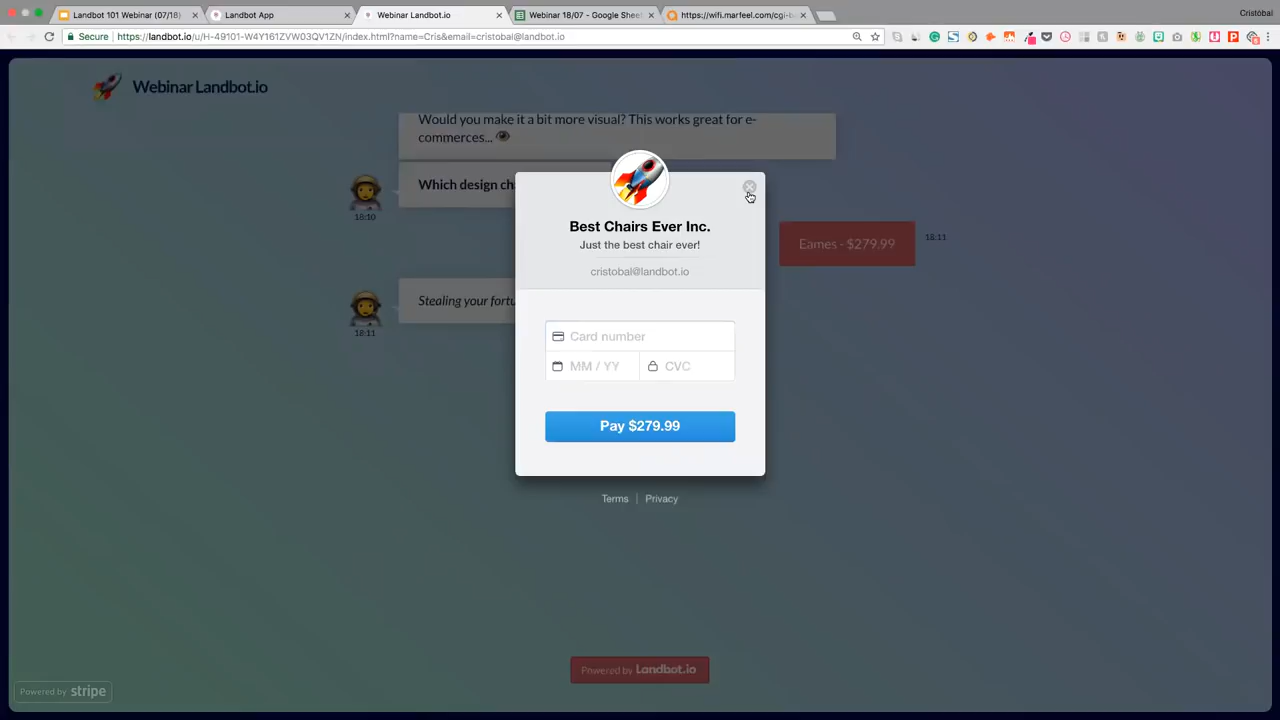 Landbot 101 Webinar (07/18)
Landbot App
Webinar Landbot.io
Webinar 18/07 - Google Sheet
https://wifi.marfeel.com/cgi-b
Cristóbal
Secure
https://landbot.io/u/H-49101-W4Y161ZVW03QV1ZN/index.html?name=Cris&email=cristobal@landbot.io
Webinar Landbot.io
Would you make it a bit more visual? This works great for e-
commerces...
Which design ch
18:10
Eames - $279.99
18:11
Stealing your fortu
18:11
Best Chairs Ever Inc.
Just the best chair ever!
cristobal@landbot.io
Card number
MM / YY
CVC
Pay $279.99
Terms | Privacy
Powered by Landbot.io
Powered by stripe